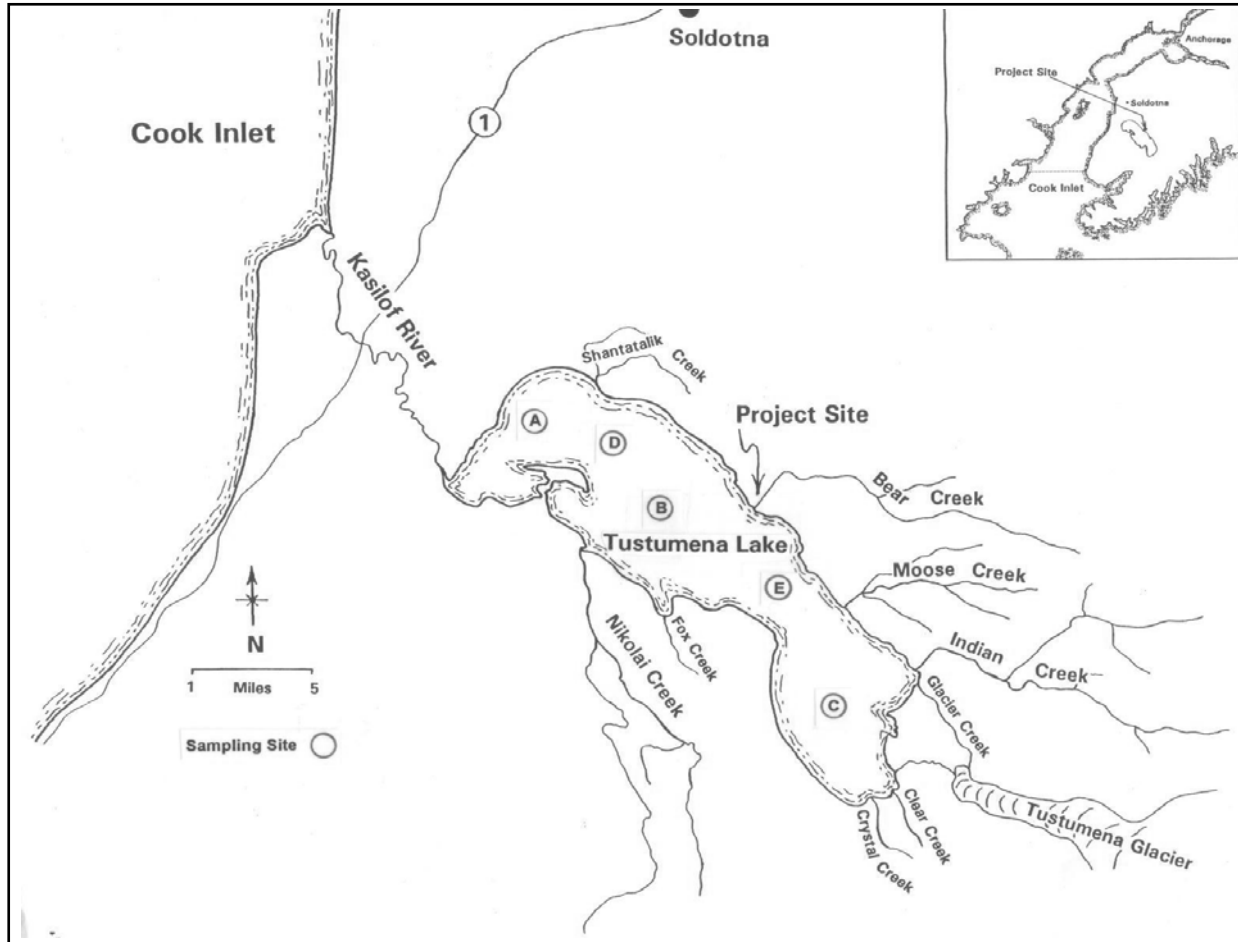 Soldotna
Cook Inlet
1
Kasilof River
Anchorage
Project Site
Soldotna
Cook Inlet
Shantatalik
Creek
A
D
B
Tustumena Lake
E
C
Project Site
Bear Creek
Moose Creek
Indian Creek
Glacier Creek
Tustumena Glacier
Clear Creek
Crystal Creek
Fox Creek
Nikolai Creek
N
1 Miles 5
Sampling Site